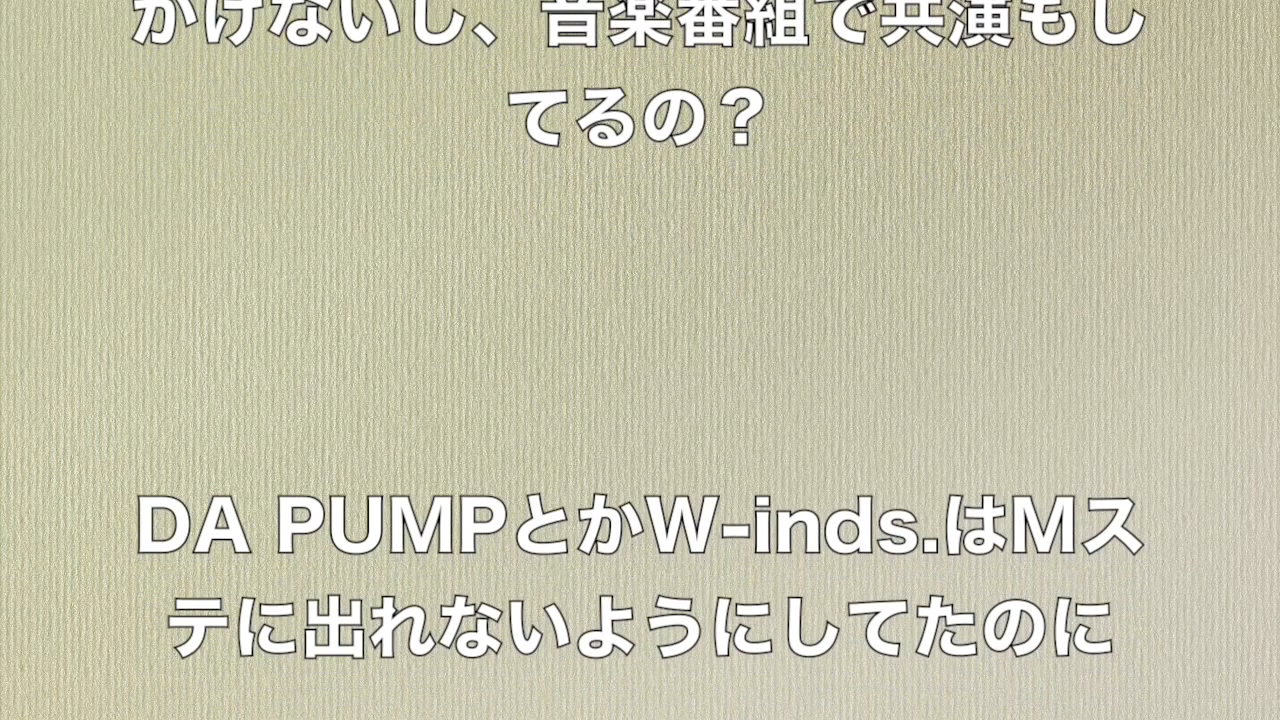 かけないし、音楽番組で共演もし
てるの？
DA PUMPとかW-inds.はMス
テに出れないようにしてたのに